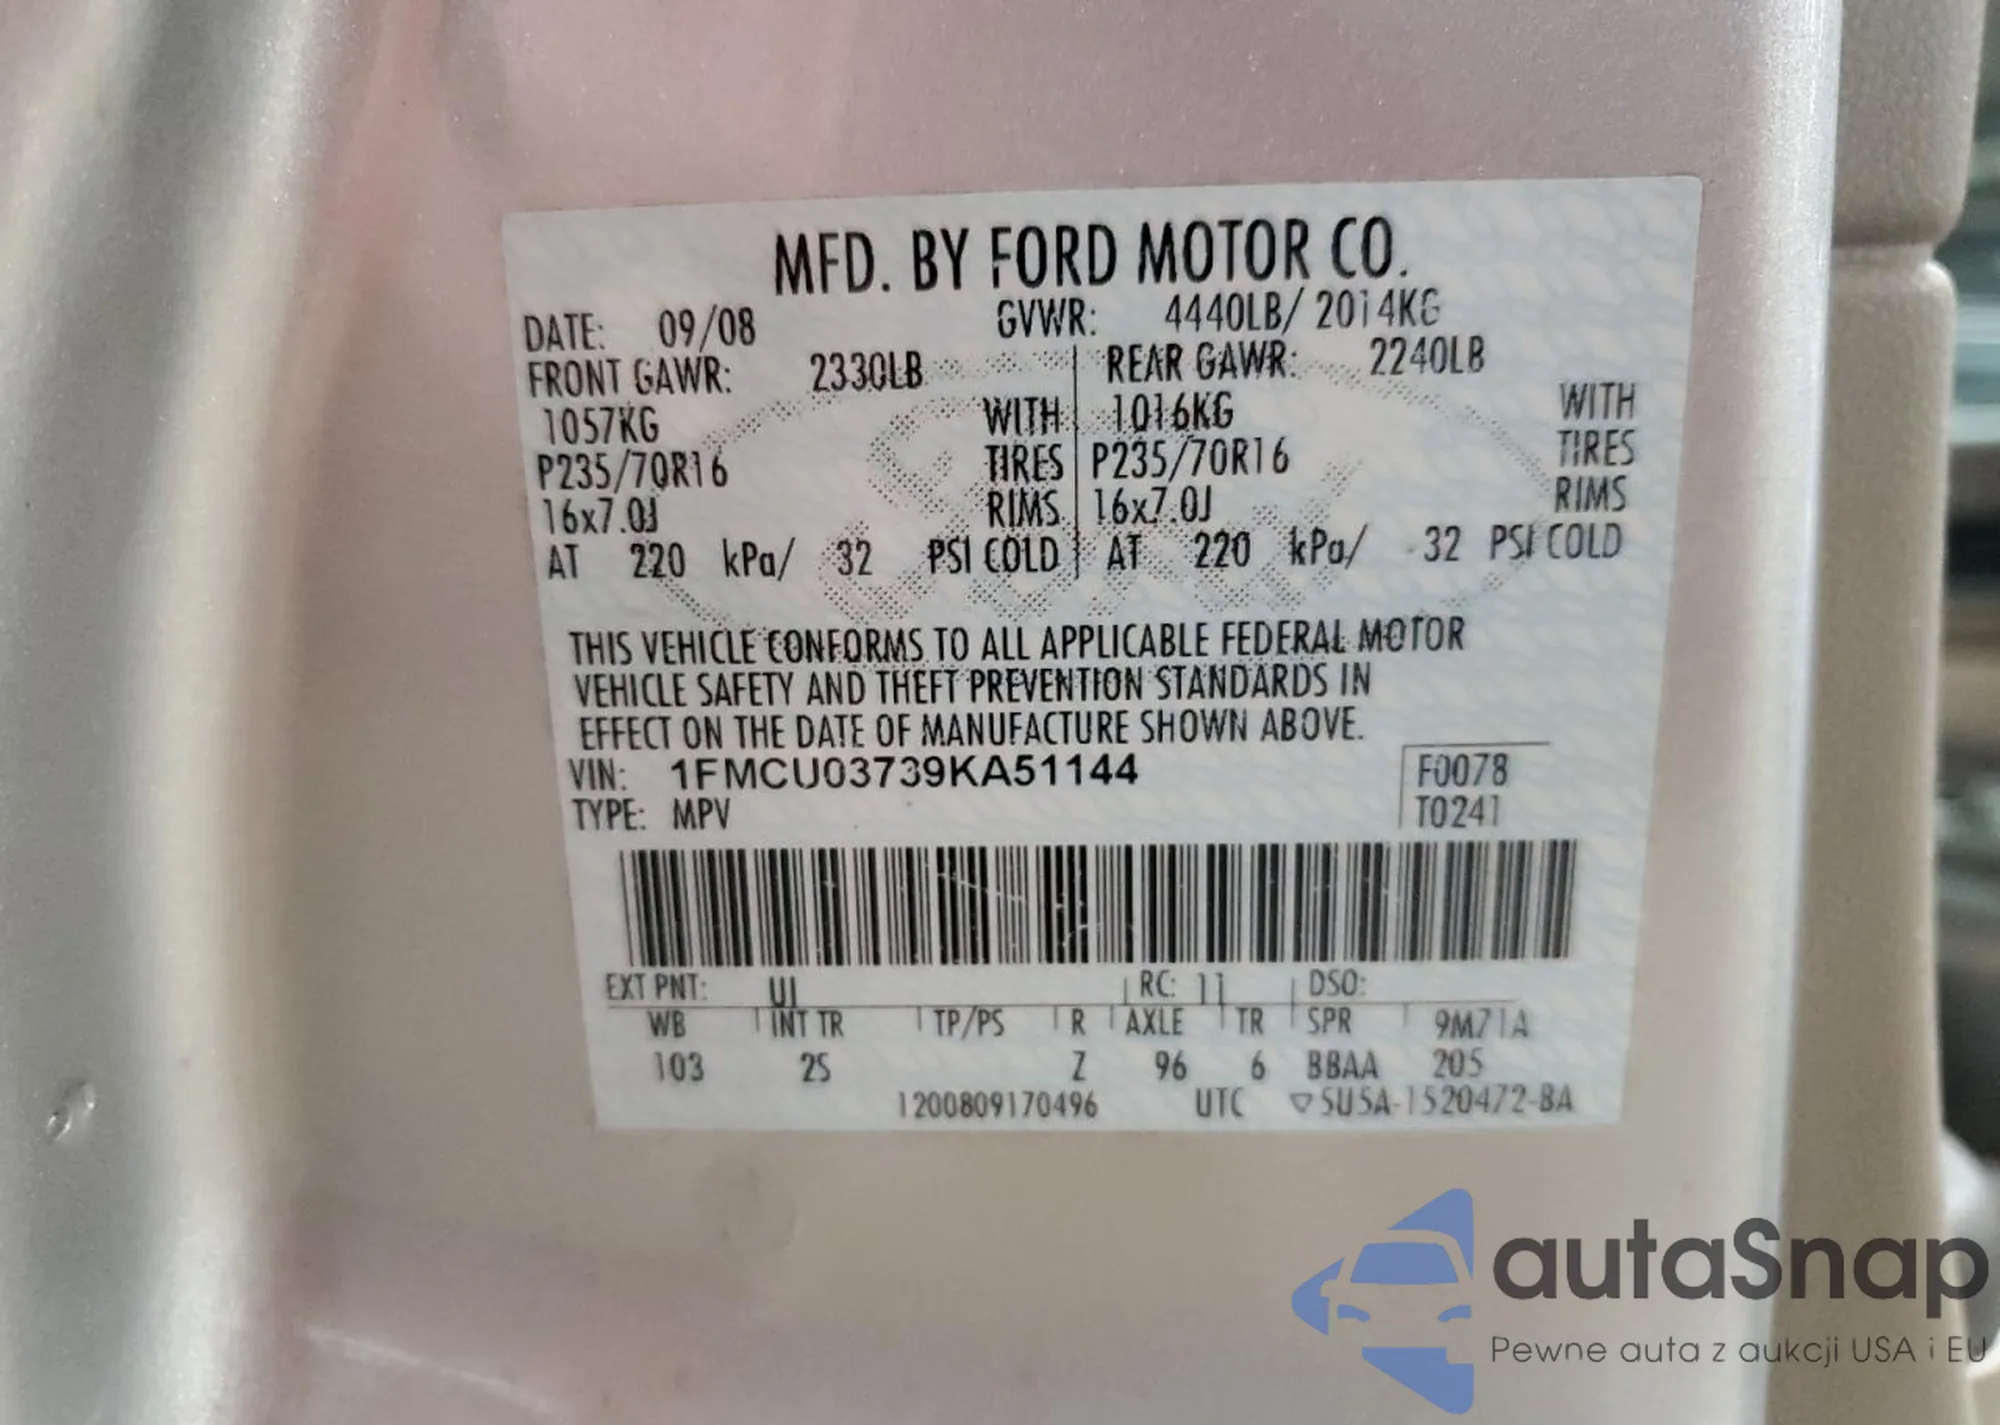 MFD. BY FORD MOTOR CO.
DATE: 09/08 GVWR: 4440LB/ 2014KG
FRONT GAWR: 2330LB REAR GAWR: 2240LB
1057KG WITH 1016KG WITH
P235/70R16 TIRES P235/70R16 TIRES
16x7.0J RIMS 16x7.0J RIMS
AT 220 kPa/ 32 PSI COLD AT 220 kPa/ 32 PSI COLD
THIS VEHICLE CONFORMS TO ALL APPLICABLE FEDERAL MOTOR
VEHICLE SAFETY AND THEFT PREVENTION STANDARDS IN
EFFECT ON THE DATE OF MANUFACTURE SHOWN ABOVE.
VIN: 1FMCU03739KA51144 F0078
TYPE: MPV T0241
EXT PNT: UJ RC: 11 DSO:
WB INT TR TP/PS R AXLE TR SPR 9M71A
103 2S Z 96 6 BBAA 205
1200809170496 UTC ▽5U5A-1520472-BA
autaSnap
Pewne auta z aukcji USA i EU